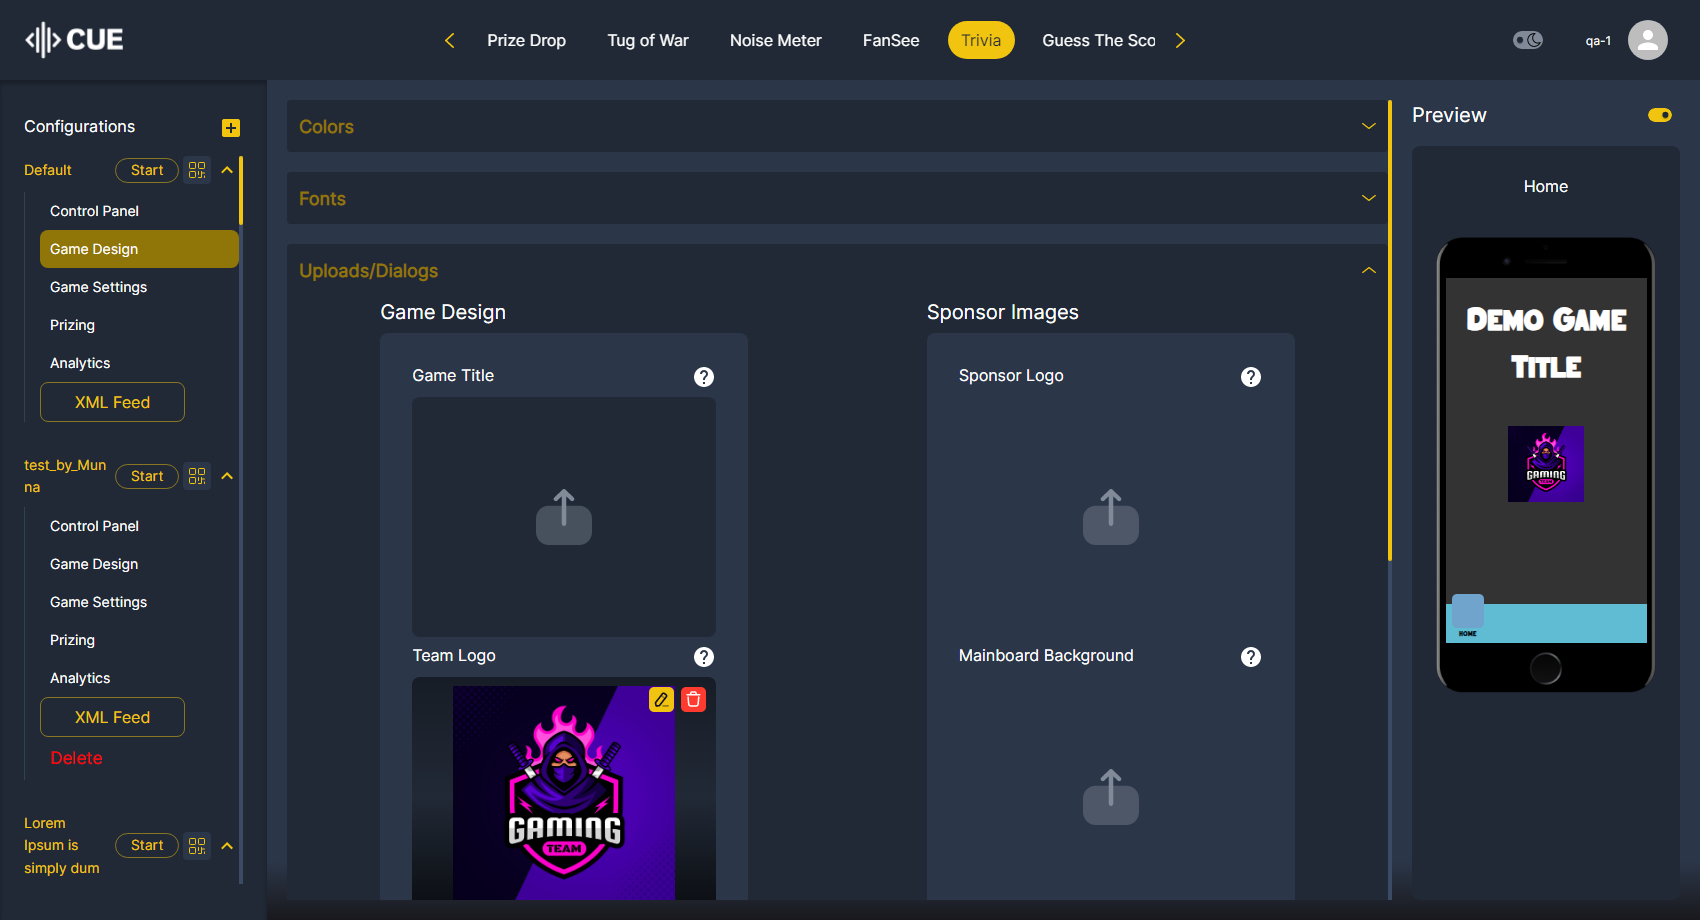 CUE
Prize Drop
Tug of War
Noise Meter
FanSee
Trivia
Guess The Sco
qa-1
Configurations
Default
Start
Control Panel
Game Design
Game Settings
Prizing
Analytics
XML Feed
test_by_Mun
na
Start
Control Panel
Game Design
Game Settings
Prizing
Analytics
XML Feed
Delete
Lorem
Ipsum is
simply dum
Start
Colors
Fonts
Uploads/Dialogs
Game Design
Game Title
?
Team Logo
?
GAMING
TEAM
Sponsor Images
Sponsor Logo
?
Mainboard Background
?
Preview
Home
Demo Game
Title
GAMING
TEAM
HOME